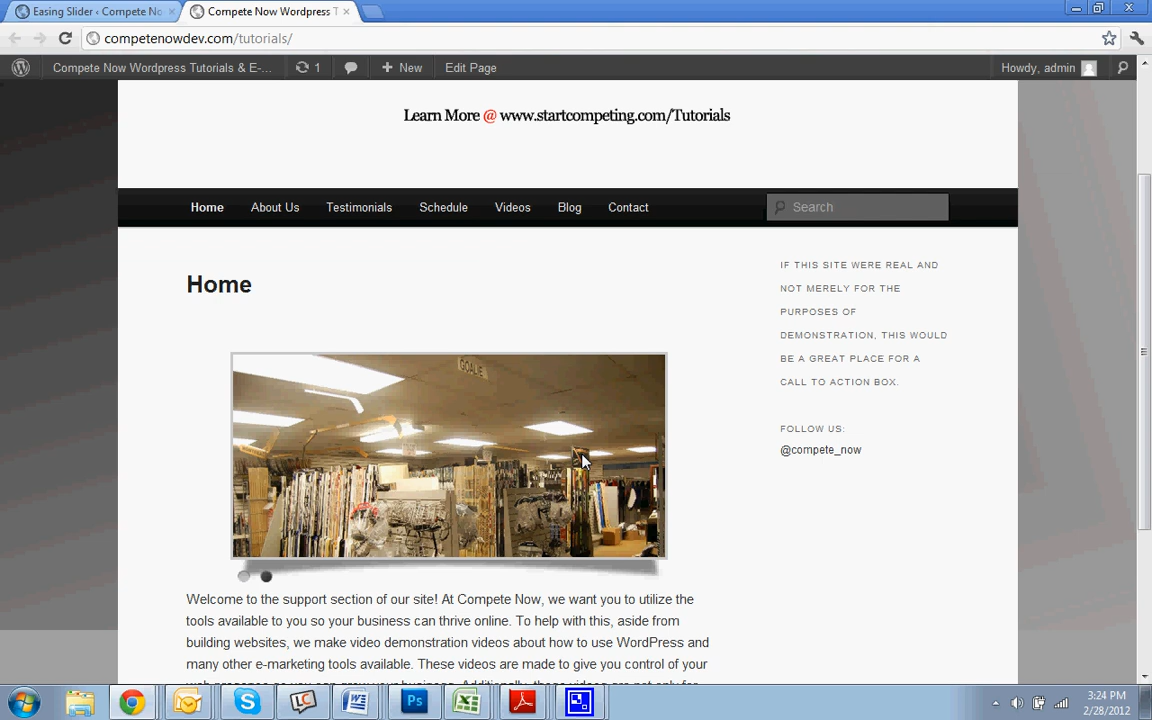 Easing Slider ‹ Compete No
Compete Now Wordpress T
competenowdev.com/tutorials/
Compete Now Wordpress Tutorials & E-... 1 New Edit Page Howdy, admin
Learn More @ www.startcompeting.com/Tutorials
Home About Us Testimonials Schedule Videos Blog Contact Search
Home
GOALIE
IF THIS SITE WERE REAL AND
NOT MERELY FOR THE
PURPOSES OF
DEMONSTRATION, THIS WOULD
BE A GREAT PLACE FOR A
CALL TO ACTION BOX.
FOLLOW US:
@compete_now
Welcome to the support section of our site! At Compete Now, we want you to utilize the
tools available to you so your business can thrive online. To help with this, aside from
building websites, we make video demonstration videos about how to use WordPress and
many other e-marketing tools available. These videos are made to give you control of your
3:24 PM
2/28/2012